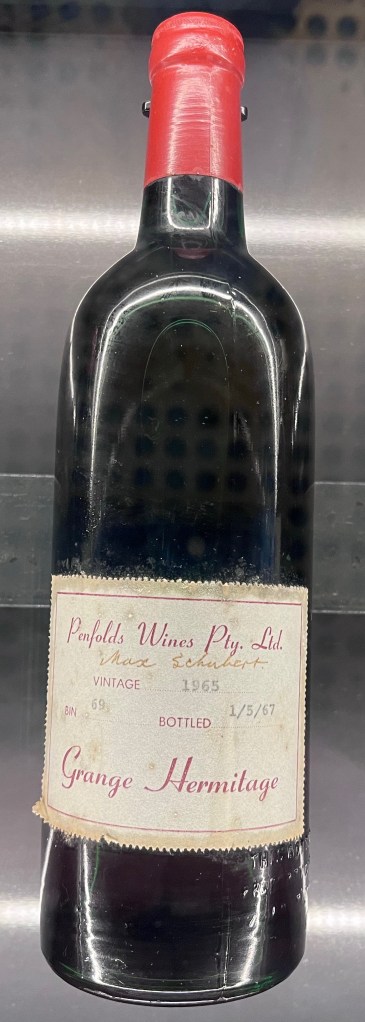 Penfolds Wines Pty. Ltd.
Max Schubert
VINTAGE 1965
BIN 69 BOTTLED 1/5/67
Grange Hermitage